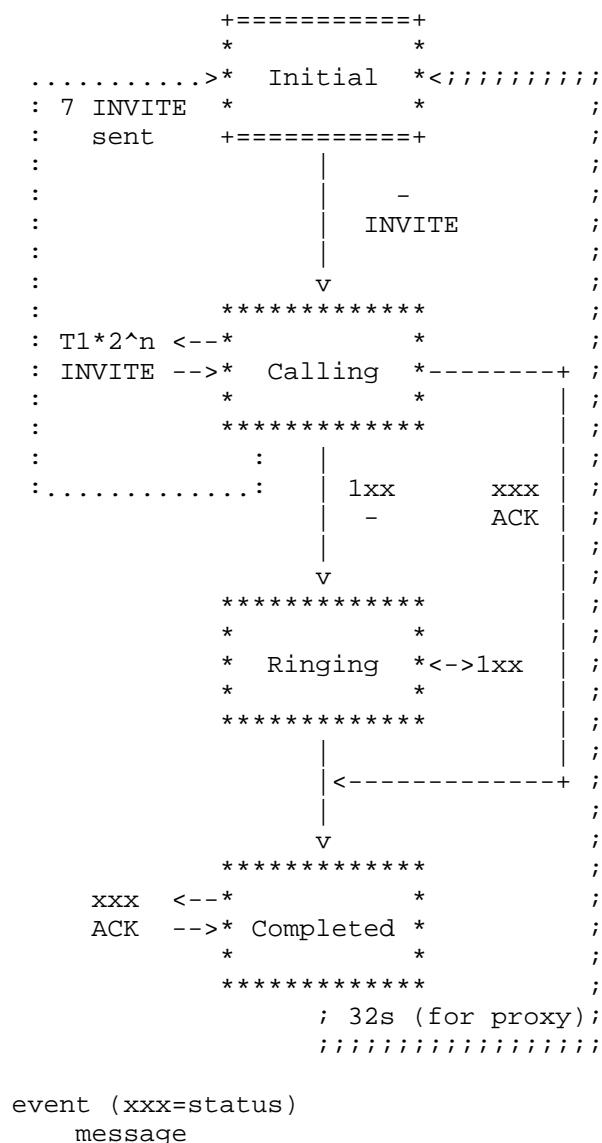 +===========+
* *
...........>* Initial *<;;;;;;;;;;
: 7 INVITE * * ;
: sent +===========+ ;
: | ;
: | - ;
: | INVITE ;
: | ;
: v ;
: ************* ;
: T1*2^n <--* * ;
: INVITE -->* Calling *--------+ ;
: * * | ;
: ************* | ;
: : | | ;
:.............: | 1xx xxx | ;
| - ACK | ;
| | ;
v | ;
************* | ;
* * | ;
* Ringing *<->1xx | ;
* * | ;
************* | ;
| | ;
|<-------------+ ;
| ;
v ;
************* ;
xxx <--* * ;
ACK -->* Completed * ;
* * ;
************* ;
; 32s (for proxy);
;;;;;;;;;;;;;;;;;;
event (xxx=status)
message